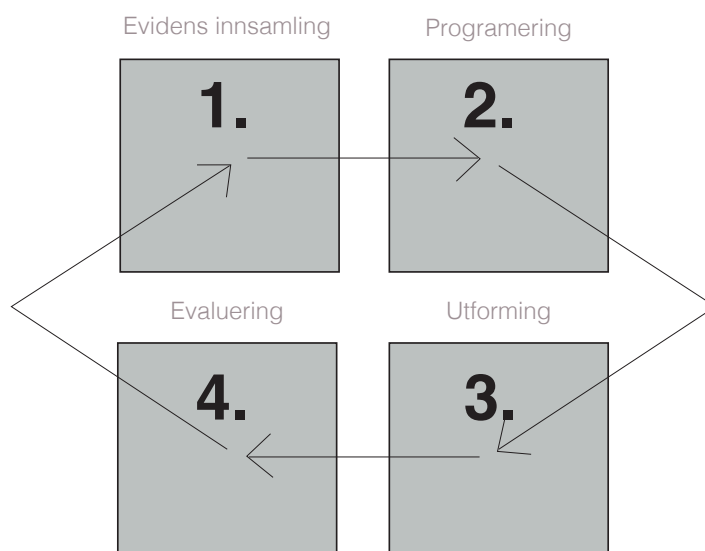 Evidens innsamling
Programering
1.
2.
Evaluering
Utforming
4.
3.